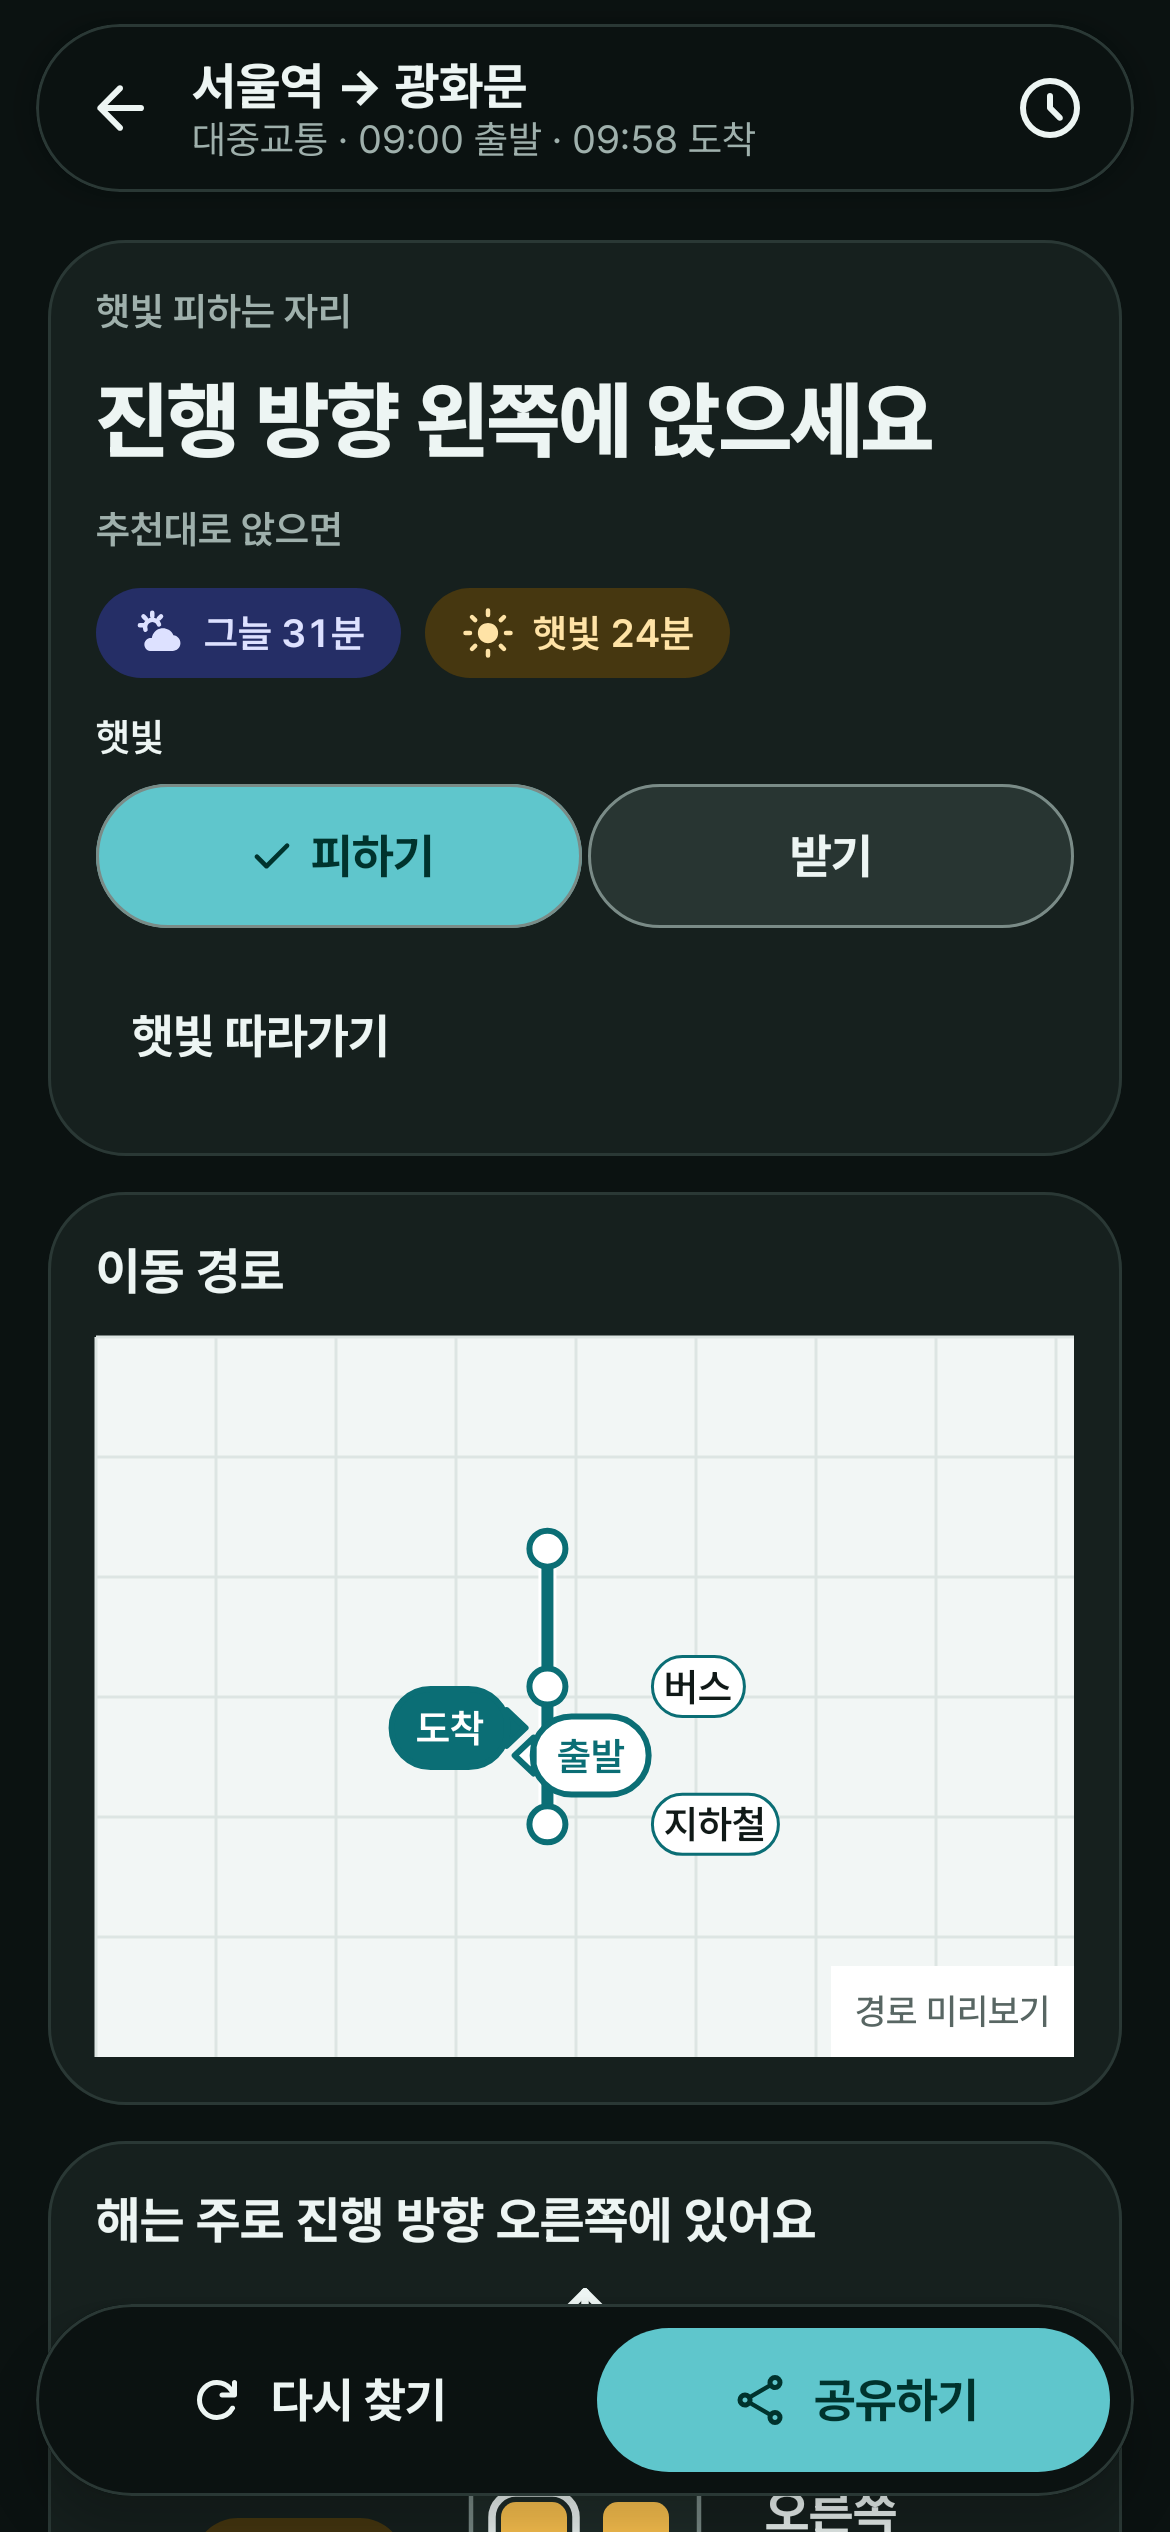 서울역 → 광화문
대중교통 · 09:00 출발 · 09:58 도착
햇빛 피하는 자리
진행 방향 왼쪽에 앉으세요
추천대로 앉으면
그늘 31분
햇빛 24분
햇빛
피하기
받기
햇빛 따라가기
이동 경로
버스
도착
출발
지하철
경로 미리보기
해는 주로 진행 방향 오른쪽에 있어요
다시 찾기
공유하기
오른쪽